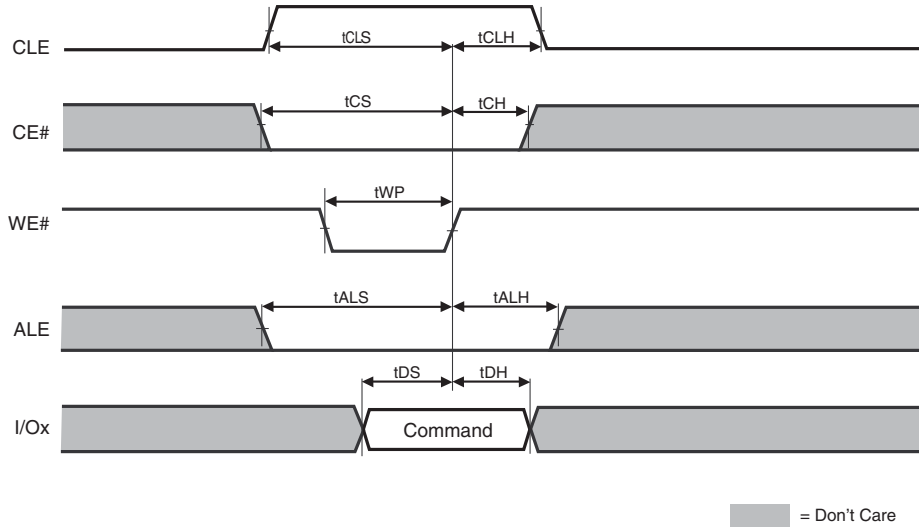 CLE
tCLS
tCLH
CE#
tCS
tCH
WE#
tWP
ALE
tALS
tALH
I/Ox
tDS
tDH
Command
= Don't Care